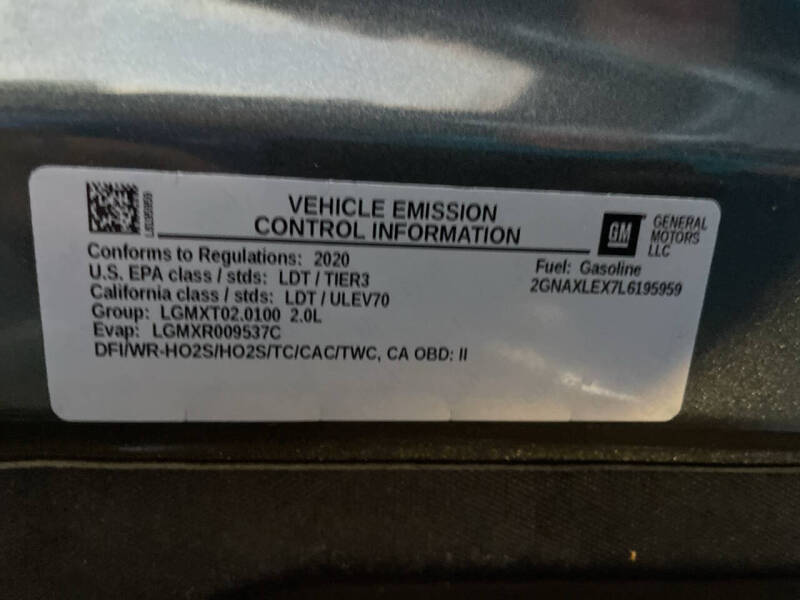 VEHICLE EMISSION
CONTROL INFORMATION
GM
GENERAL
MOTORS
LLC
Conforms to Regulations: 2020
U.S. EPA class / stds: LDT / TIER3
California class / stds: LDT / ULEV70
Group: LGMXT02.0100 2.0L
Evap: LGMXR009537C
DFI/WR-HO2S/HO2S/TC/CAC/TWC, CA OBD: II
Fuel: Gasoline
2GNAXLEX7L6195959